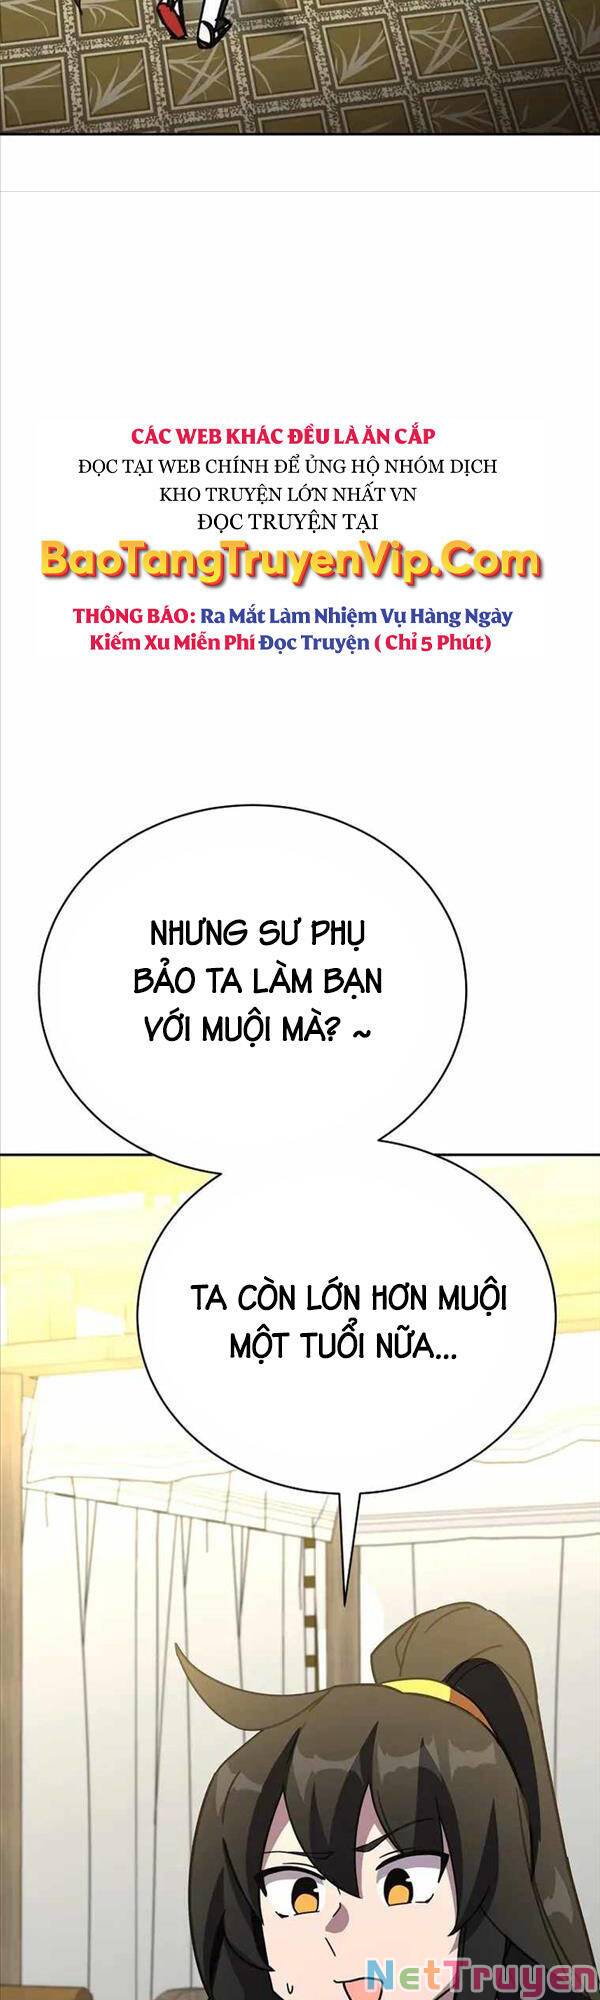 CÁC WEB KHÁC ĐỀU LÀ ĂN CẮP
ĐỌC TẠI WEB CHÍNH ĐỂ ỦNG HỘ NHÓM DỊCH
KHO TRUYỆN LỚN NHẤT VN
ĐỌC TRUYỆN TẠI
BaoTangTruyenVip.Com
THÔNG BÁO: Ra Mắt Làm Nhiệm Vụ Hàng Ngày
Kiếm Xu Miễn Phí Đọc Truyện ( Chỉ 5 Phút)
NHƯNG SƯ PHỤ
BẢO TA LÀM BẠN
VỚI MUỘI MÀ? ~
TA CÒN LỚN HƠN MUỘI
MỘT TUỔI NỮA...
NetTruyen